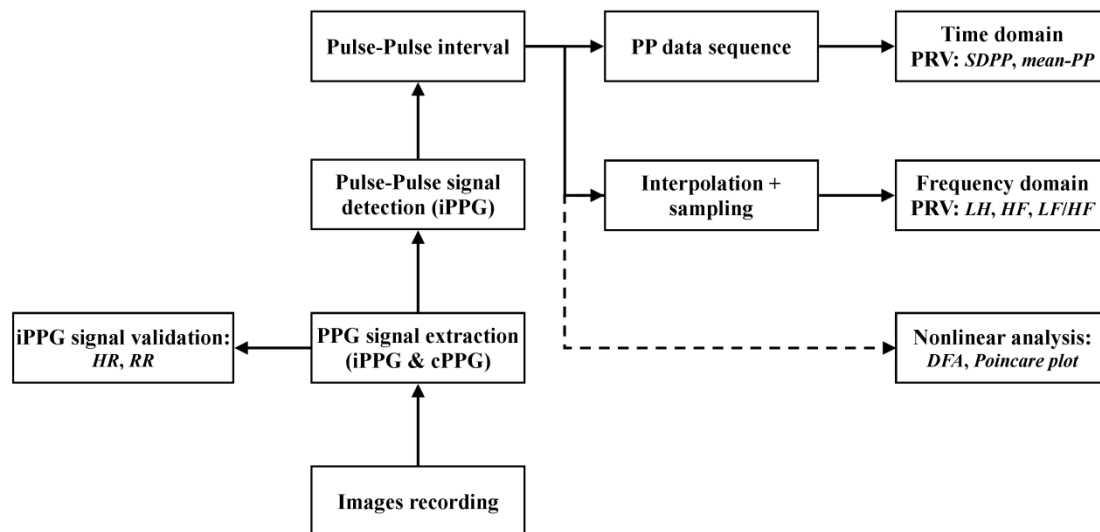 Pulse-Pulse interval
PP data sequence
Time domain
PRV: SDPP, mean-PP
Pulse-Pulse signal
detection (iPPG)
Interpolation +
sampling
Frequency domain
PRV: LH, HF, LF/HF
iPPG signal validation:
HR, RR
PPG signal extraction
(iPPG & cPPG)
Nonlinear analysis:
DFA, Poincare plot
Images recording